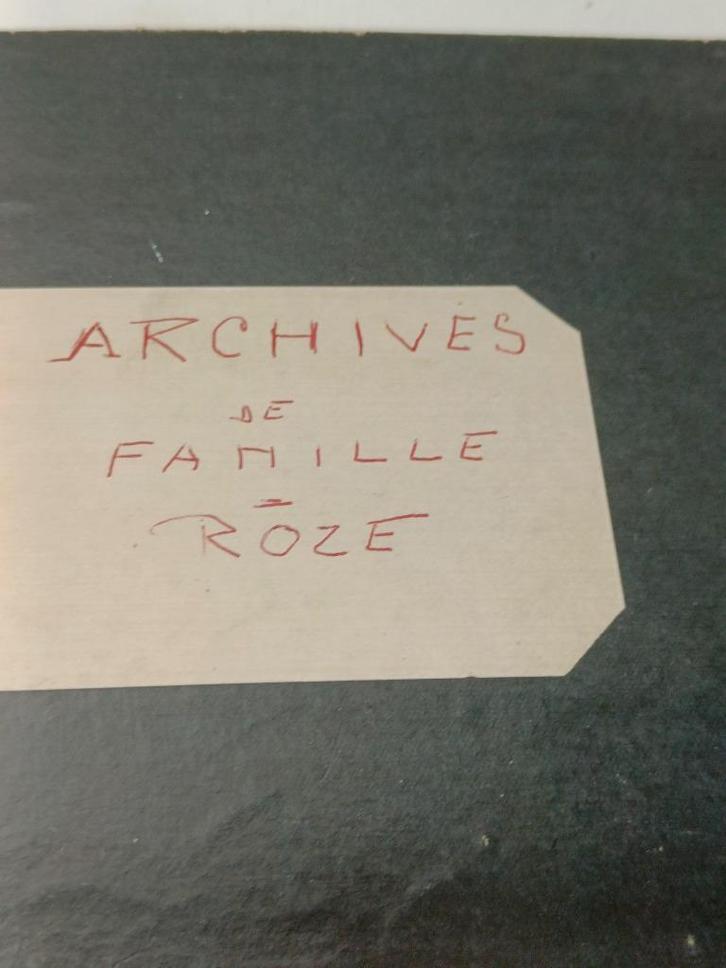 ARCHIVES
DE
FAMILLE
=
ROZE